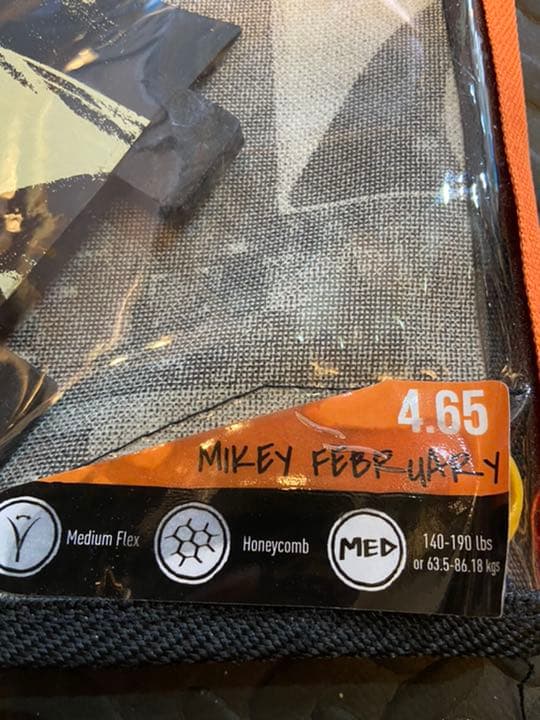 4.65
MIKEY FEBRUARY
Medium Flex
Honeycomb
MED
140-190 lbs
or 63.5-86.18 kgs